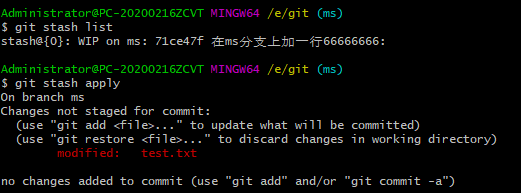 Administrator@PC-20200216ZCVT MINGW64 /e/git (ms)
$ git stash list
stash@{0}: WIP on ms: 71ce47f 在ms分支上加一行66666666:
Administrator@PC-20200216ZCVT MINGW64 /e/git (ms)
$ git stash apply
On branch ms
Changes not staged for commit:
  (use "git add <file>..." to update what will be committed)
  (use "git restore <file>..." to discard changes in working directory)
        modified:   test.txt
no changes added to commit (use "git add" and/or "git commit -a")